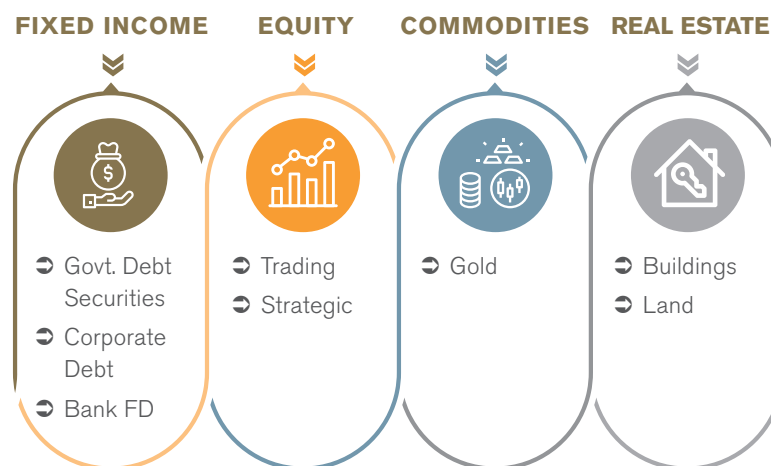 FIXED INCOME
EQUITY
COMMODITIES
REAL ESTATE
$
Govt. Debt
Securities
Corporate
Debt
Bank FD
Trading
Strategic
Gold
Buildings
Land